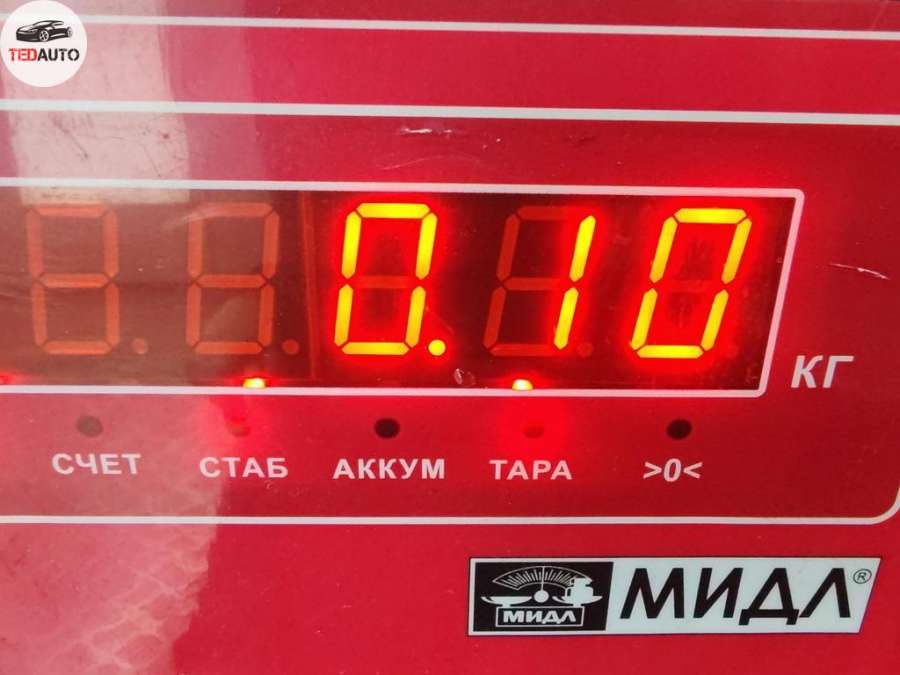 TEDAUTO
0.10
КГ
СЧЕТ СТАБ АККУМ ТАРА >0<
МИДЛ МИДЛ®